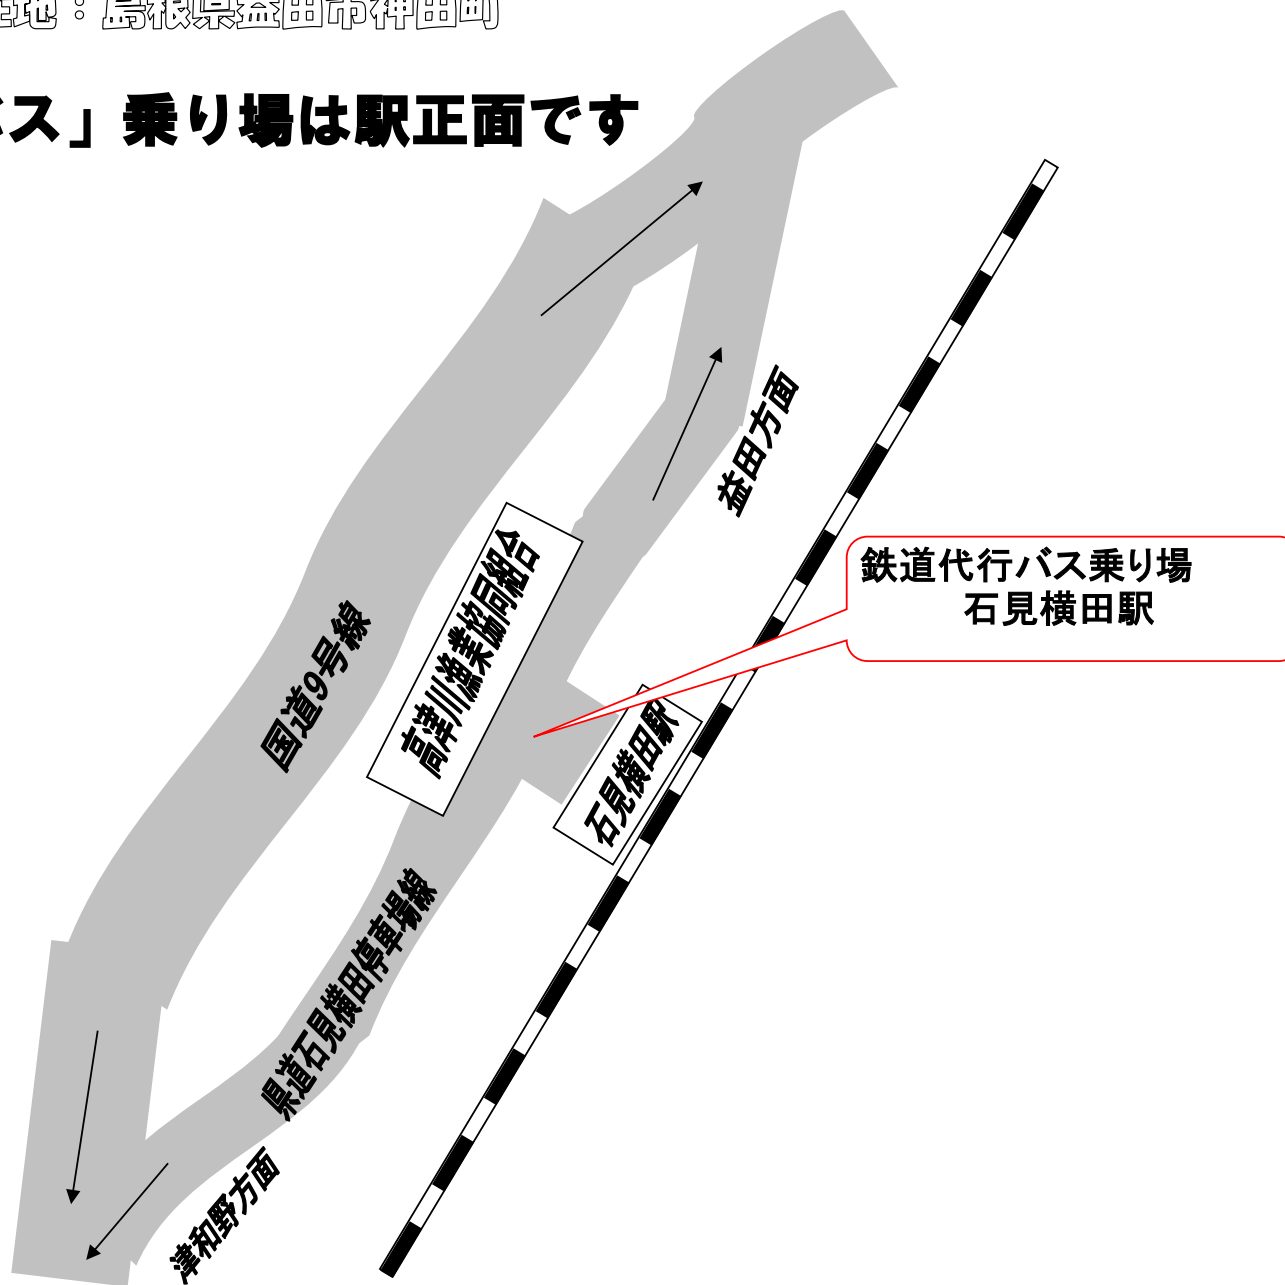 在地：島根県益田市神田町
バス」乗り場は駅正面です
益田方面
鉄道代行バス乗り場
石見横田駅
高津川漁業協同組合
国道9号線
石見横田駅
県道石見横田停車場線
津和野方面